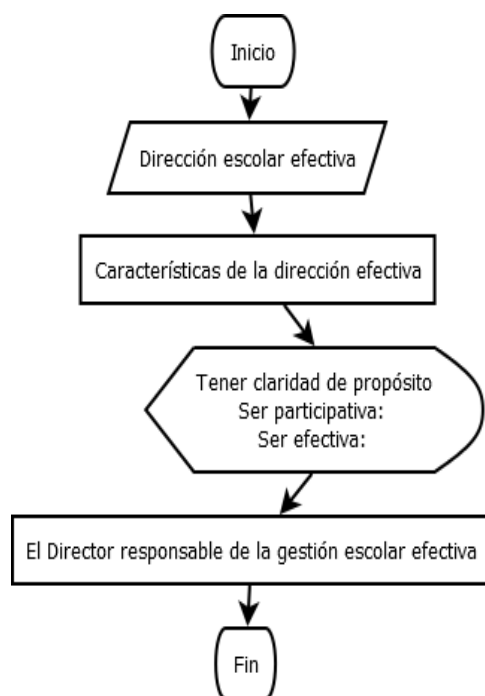 Inicio
Dirección escolar efectiva
Características de la dirección efectiva
Tener claridad de propósito
Ser participativa:
Ser efectiva:
El Director responsable de la gestión escolar efectiva
Fin